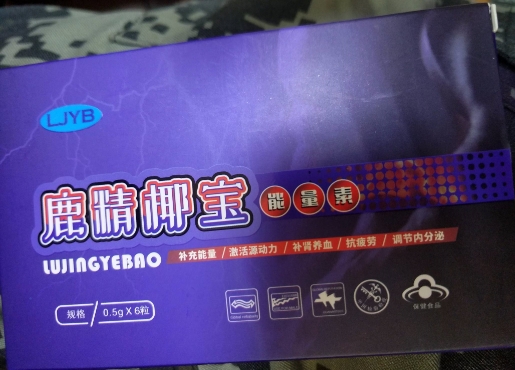 LJYB
鹿精椰宝 能量素
LUJINGYEBAO 补充能量 / 激活源动力 / 补肾养血 / 抗疲劳 / 调节内分泌
规格 0.5g X 6粒
保健食品